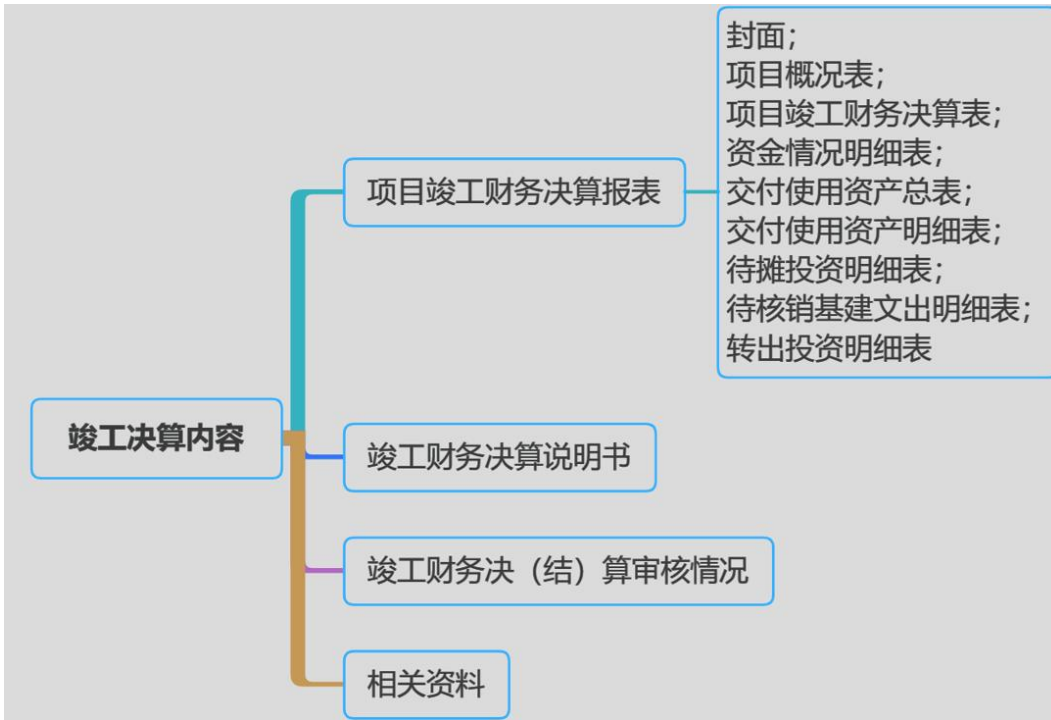 封面；
项目概况表；
项目竣工财务决算表；
资金情况明细表；
交付使用资产总表；
交付使用资产明细表；
待摊投资明细表；
待核销基建文出明细表；
转出投资明细表
项目竣工财务决算报表
竣工决算内容
竣工财务决算说明书
竣工财务决（结）算审核情况
相关资料